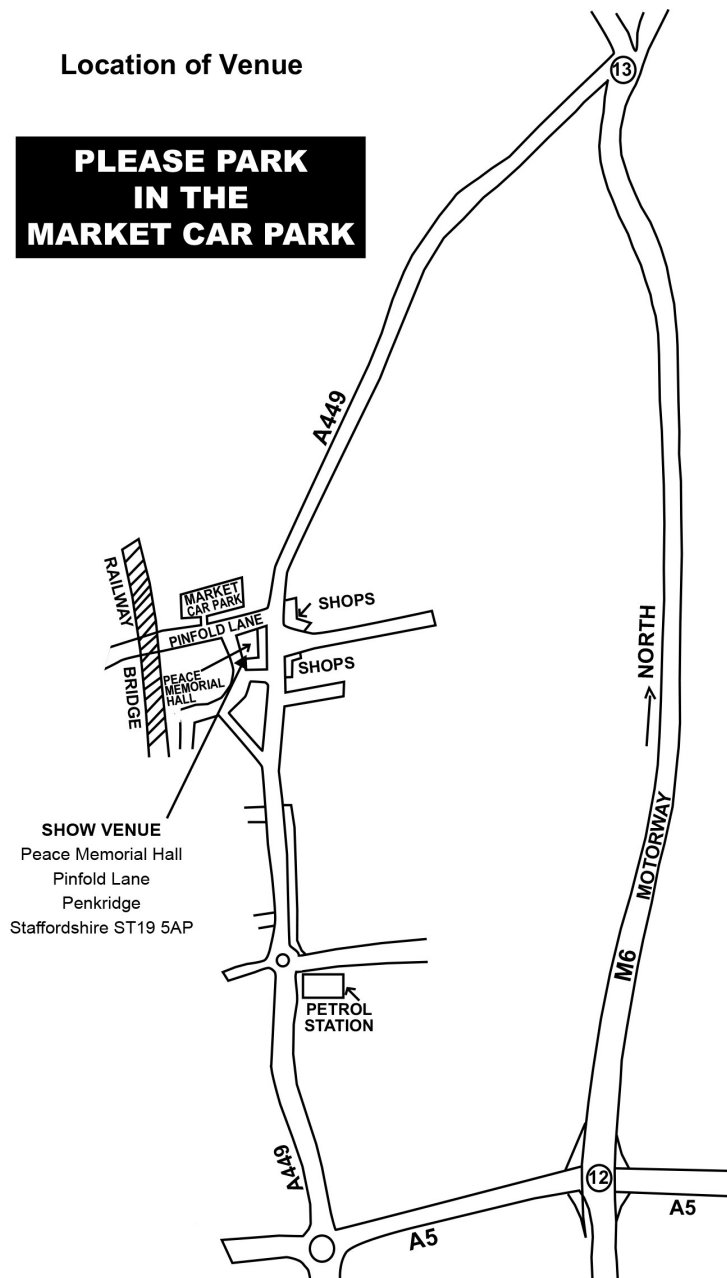 Location of Venue
PLEASE PARK
IN THE
MARKET CAR PARK
13
A449
RAILWAY
BRIDGE
MARKET
CAR PARK
SHOPS
PINFOLD LANE
SHOPS
PEACE
MEMORIAL
HALL
NORTH
SHOW VENUE
Peace Memorial Hall
Pinfold Lane
Penkridge
Staffordshire ST19 5AP
M6 MOTORWAY
PETROL
STATION
A449
12
A5
A5